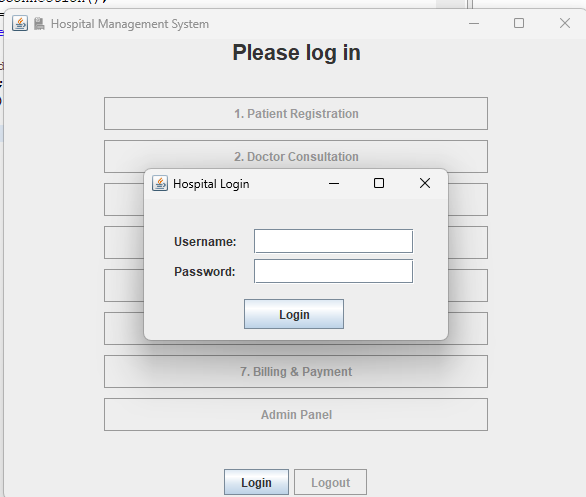 Hospital Management System
Please log in
1. Patient Registration
2. Doctor Consultation
Hospital Login
Username:
Password:
Login
7. Billing & Payment
Admin Panel
Login Logout